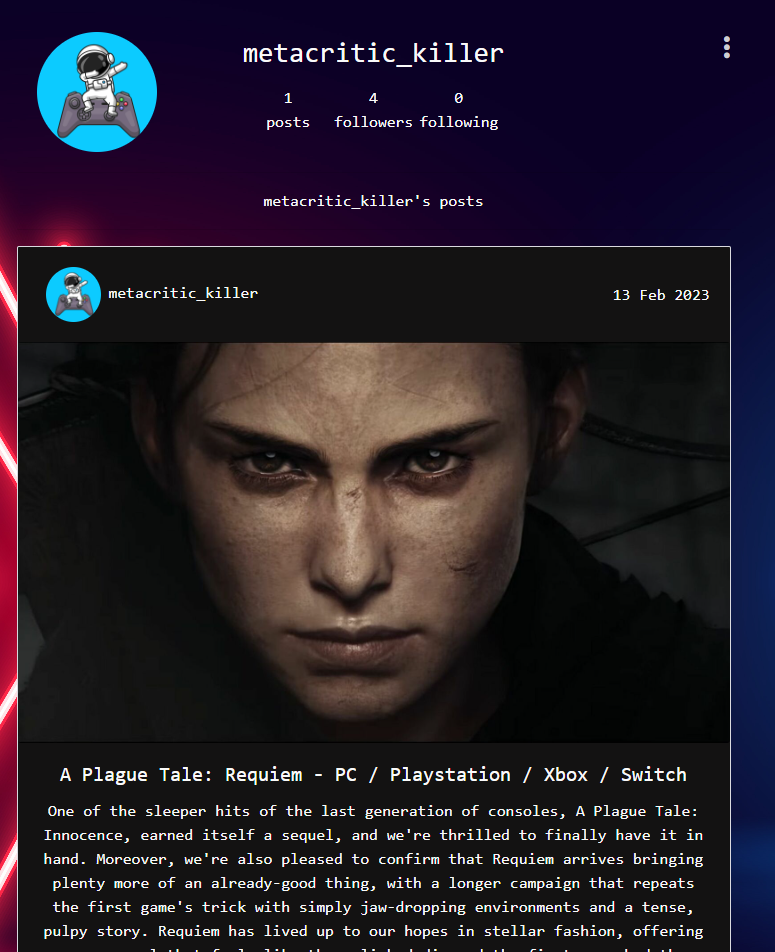 metacritic_killer
1 4 0
posts followers following
metacritic_killer's posts
metacritic_killer 13 Feb 2023
A Plague Tale: Requiem - PC / Playstation / Xbox / Switch
One of the sleeper hits of the last generation of consoles, A Plague Tale:
Innocence, earned itself a sequel, and we're thrilled to finally have it in
hand. Moreover, we're also pleased to confirm that Requiem arrives bringing
plenty more of an already-good thing, with a longer campaign that repeats
the first game's trick with simply jaw-dropping environments and a tense,
pulpy story. Requiem has lived up to our hopes in stellar fashion, offering